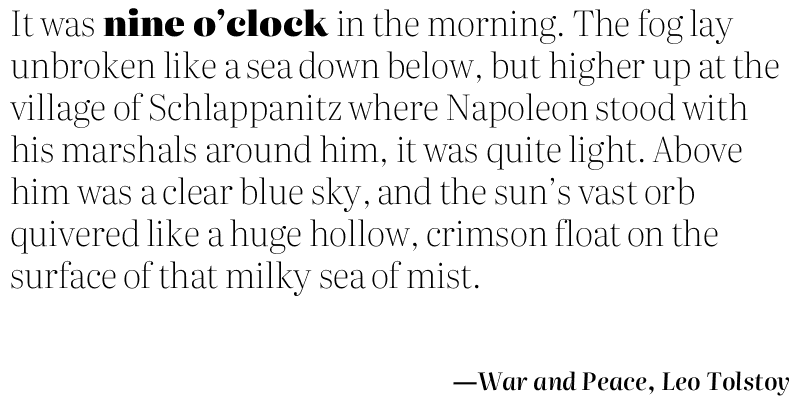 It was nine o’clock in the morning. The fog lay
unbroken like a sea down below, but higher up at the
village of Schlappanitz where Napoleon stood with
his marshals around him, it was quite light. Above
him was a clear blue sky, and the sun’s vast orb
quivered like a huge hollow, crimson float on the
surface of that milky sea of mist.
—War and Peace, Leo Tolstoy